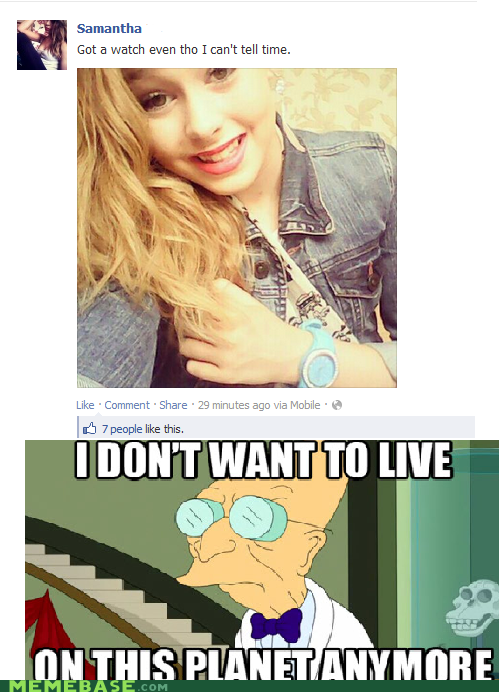 Samantha
Got a watch even tho I can't tell time.
Like · Comment · Share · 29 minutes ago via Mobile ·
7 people like this.
I DON'T WANT TO LIVE
ON THIS PLANET ANYMORE
MEMEBASE.COM